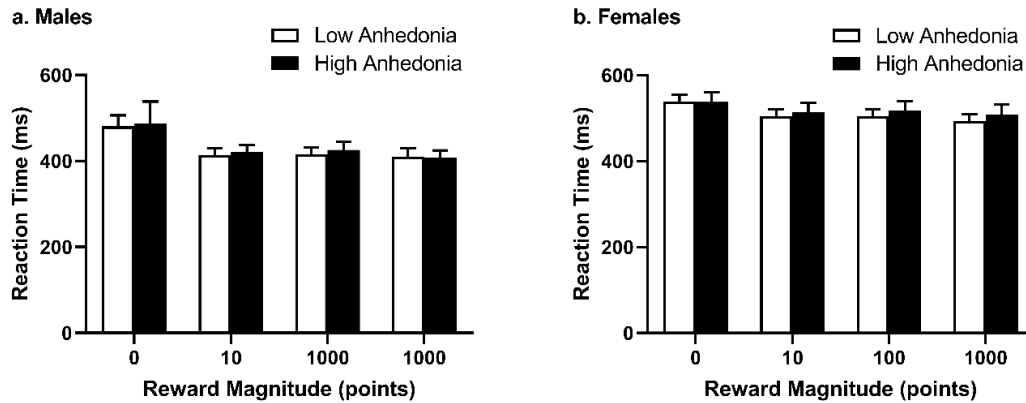 a. Males
Low Anhedonia
High Anhedonia
600
400
200
0
Reaction Time (ms)
0 10 1000 1000
Reward Magnitude (points)
b. Females
Low Anhedonia
High Anhedonia
600
400
200
0
Reaction Time (ms)
0 10 100 1000
Reward Magnitude (points)